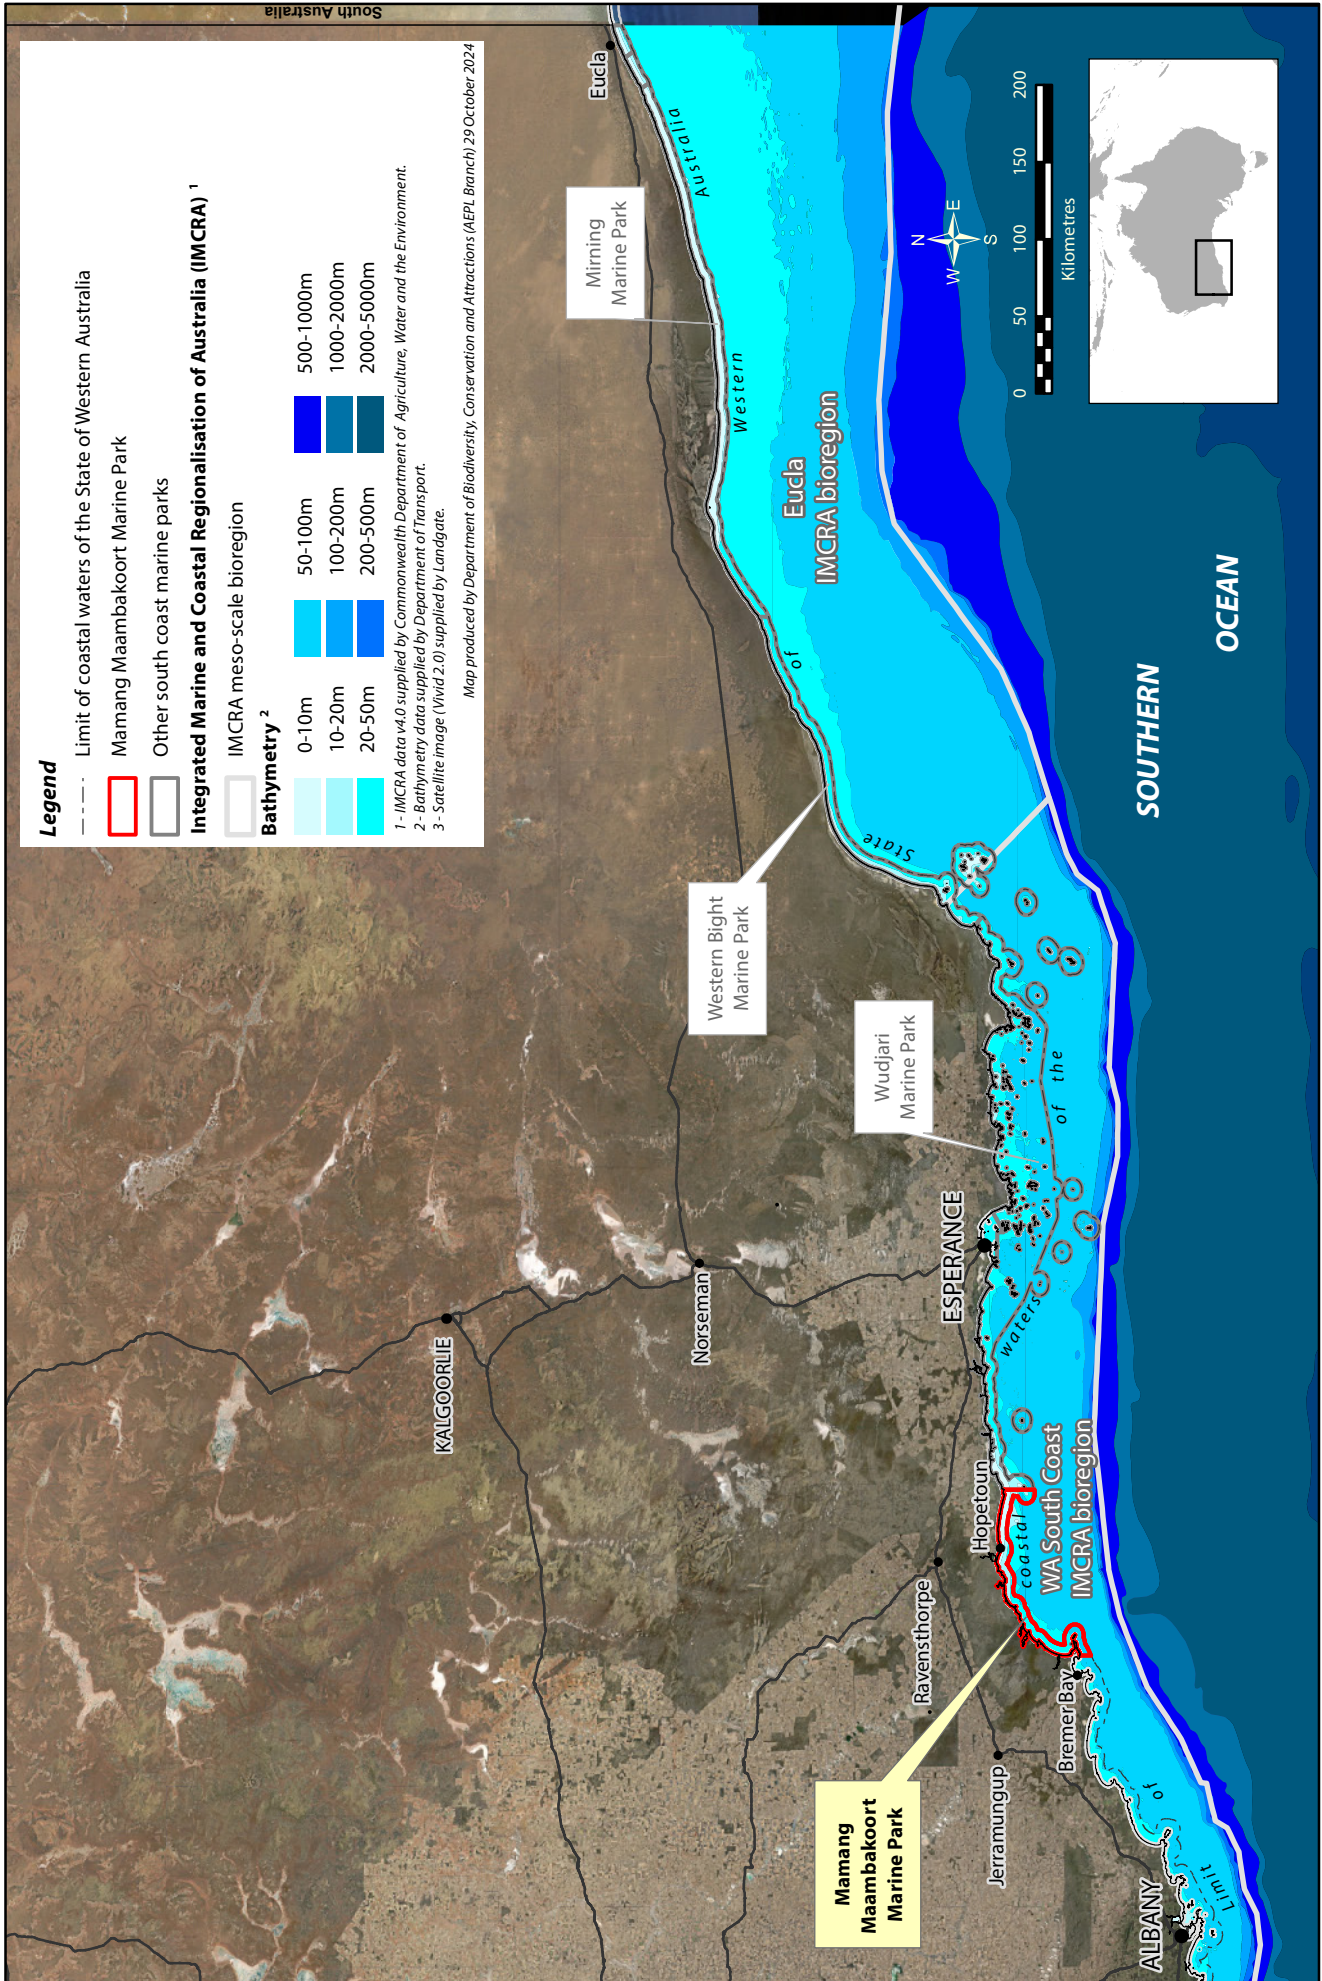 Legend
Limit of coastal waters of the State of Western Australia
Mamang Maambakoort Marine Park
Other south coast marine parks
Integrated Marine and Coastal Regionalisation of Australia (IMCRA) 1
IMCRA meso-scale bioregion
Bathymetry 2
0-10m
10-20m
20-50m
50-100m
100-200m
200-500m
500-1000m
1000-2000m
2000-5000m
1 - IMCRA data v4.0 supplied by Commonwealth Department of Agriculture, Water and the Environment.
2 - Bathymetry data supplied by Department of Transport.
3 - Satellite image (Vivid 2.0) supplied by Landgate.
Map produced by Department of Biodiversity, Conservation and Attractions (AEPL Branch) 29 October 2024
South Australia
Eucla
Mirning
Marine Park
Western Bight
Marine Park
Wudjari
Marine Park
Mamang
Maambakoort
Marine Park
KALGOORLIE
Norseman
ESPERANCE
Hopetoun
Ravensthorpe
Jerramungup
Bremer Bay
ALBANY
Limit of coastal waters of the State of Western Australia
Eucla
IMCRA bioregion
WA South Coast
IMCRA bioregion
SOUTHERN
OCEAN
N
W
E
S
0
50
100
150
200
Kilometres